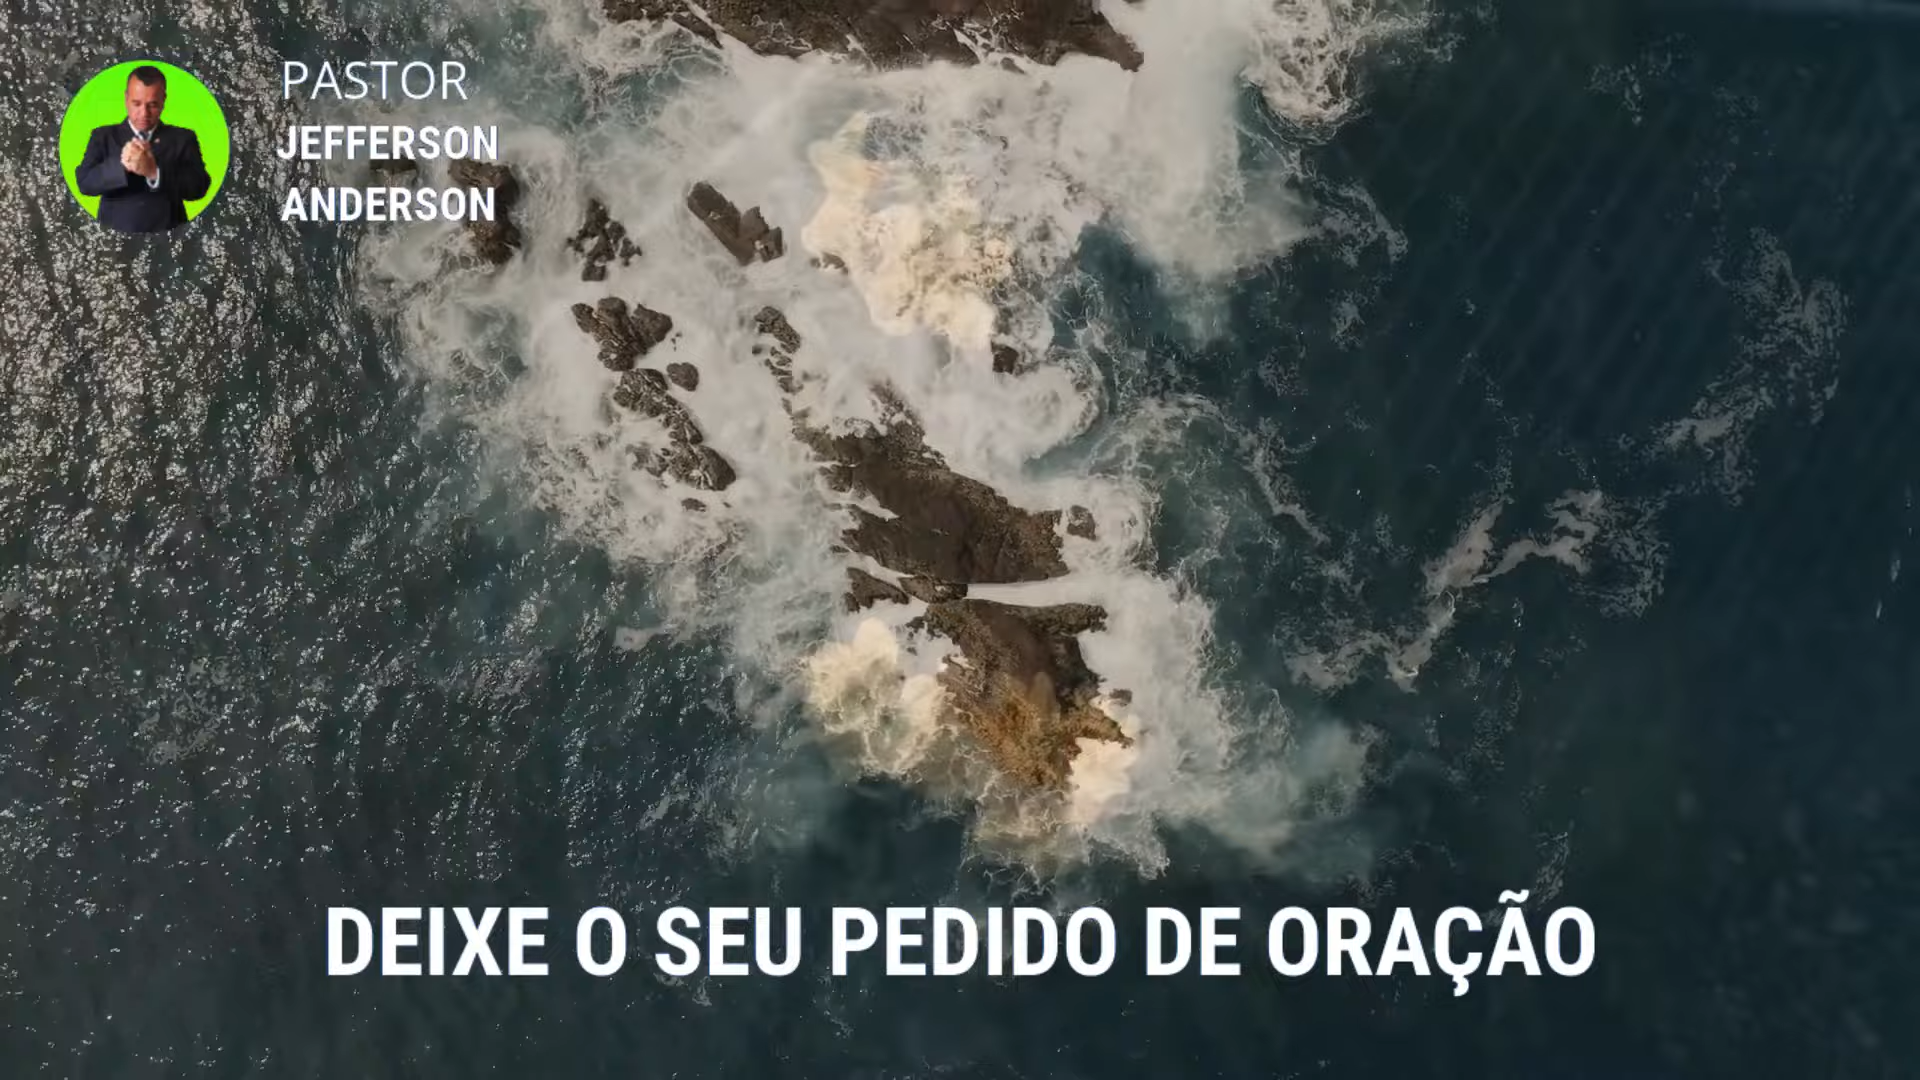 PASTOR
JEFFERSON
ANDERSON
DEIXE O SEU PEDIDO DE ORAÇÃO